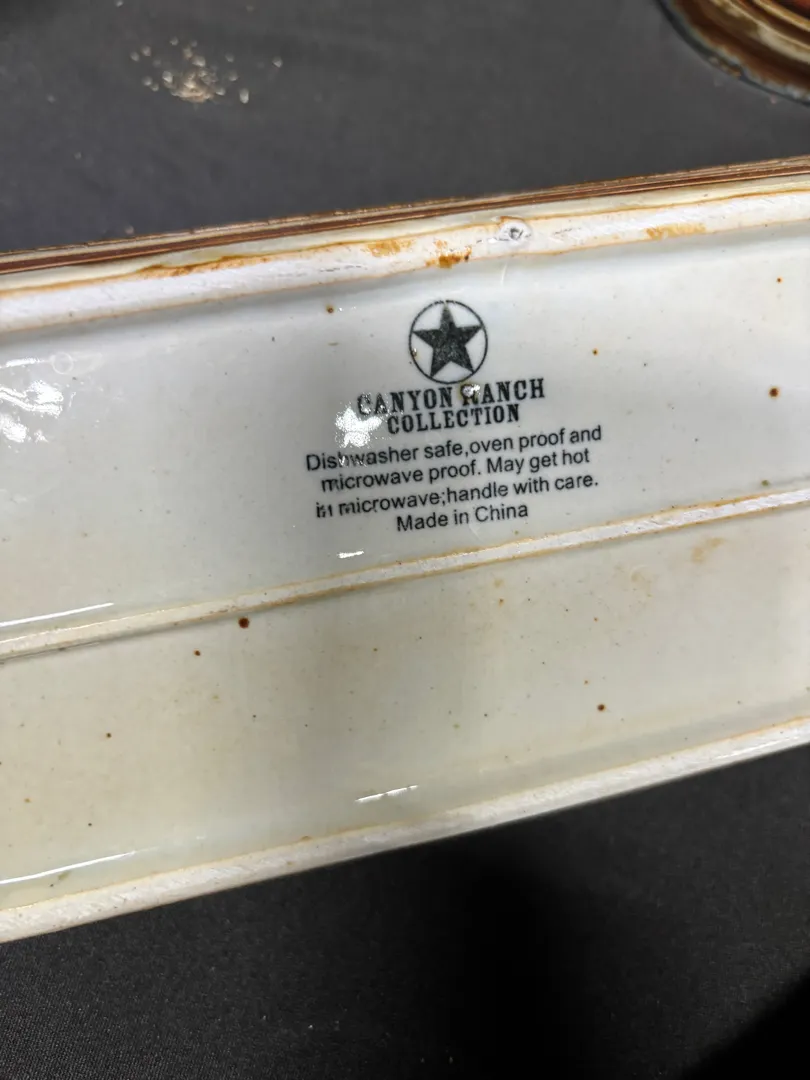 CANYON RANCH
COLLECTION
Dishwasher safe,oven proof and
microwave proof. May get hot
in microwave;handle with care.
Made in China